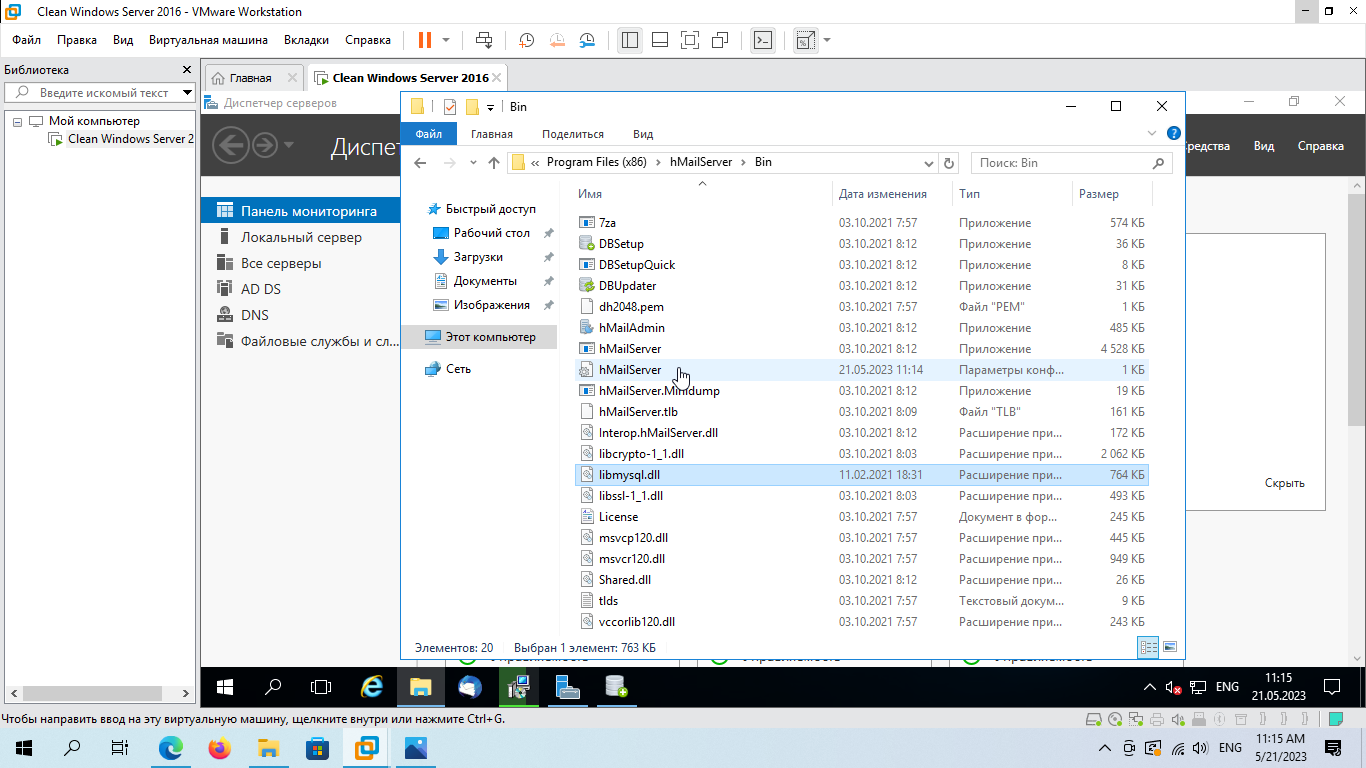 Clean Windows Server 2016 - VMware Workstation
Файл Правка Вид Виртуальная машина Вкладки Справка
Библиотека
Введите искомый текст
Мой компьютер
Clean Windows Server 2
Главная
Clean Windows Server 2016
Диспетчер серверов
Диспет
редства Вид Справка
Панель мониторинга
Локальный сервер
Все серверы
AD DS
DNS
Файловые службы и сл...
Скрыть
Bin
Файл Главная Поделиться Вид
« Program Files (x86) › hMailServer › Bin
Поиск: Bin
Быстрый доступ
Рабочий стол
Загрузки
Документы
Изображения
Этот компьютер
Сеть
Имя Дата изменения Тип Размер
7za 03.10.2021 7:57 Приложение 574 КБ
DBSetup 03.10.2021 8:12 Приложение 36 КБ
DBSetupQuick 03.10.2021 8:12 Приложение 8 КБ
DBUpdater 03.10.2021 8:12 Приложение 31 КБ
dh2048.pem 03.10.2021 7:57 Файл "PEM" 1 КБ
hMailAdmin 03.10.2021 8:12 Приложение 485 КБ
hMailServer 03.10.2021 8:12 Приложение 4 528 КБ
hMailServer 21.05.2023 11:14 Параметры конф... 1 КБ
hMailServer.Minidump 03.10.2021 8:12 Приложение 19 КБ
hMailServer.tlb 03.10.2021 8:09 Файл "TLB" 161 КБ
Interop.hMailServer.dll 03.10.2021 8:12 Расширение при... 172 КБ
libcrypto-1_1.dll 03.10.2021 8:03 Расширение при... 2 062 КБ
libmysql.dll 11.02.2021 18:31 Расширение при... 764 КБ
libssl-1_1.dll 03.10.2021 8:03 Расширение при... 493 КБ
License 03.10.2021 7:57 Документ в фор... 245 КБ
msvcp120.dll 03.10.2021 7:57 Расширение при... 445 КБ
msvcr120.dll 03.10.2021 7:57 Расширение при... 949 КБ
Shared.dll 03.10.2021 8:12 Расширение при... 26 КБ
tlds 03.10.2021 7:57 Текстовый докум... 9 КБ
vccorlib120.dll 03.10.2021 7:57 Расширение при... 243 КБ
Элементов: 20 Выбран 1 элемент: 763 КБ
ENG
11:15
21.05.2023
Чтобы направить ввод на эту виртуальную машину, щелкните внутри или нажмите Ctrl+G.
ENG
11:15 AM
5/21/2023